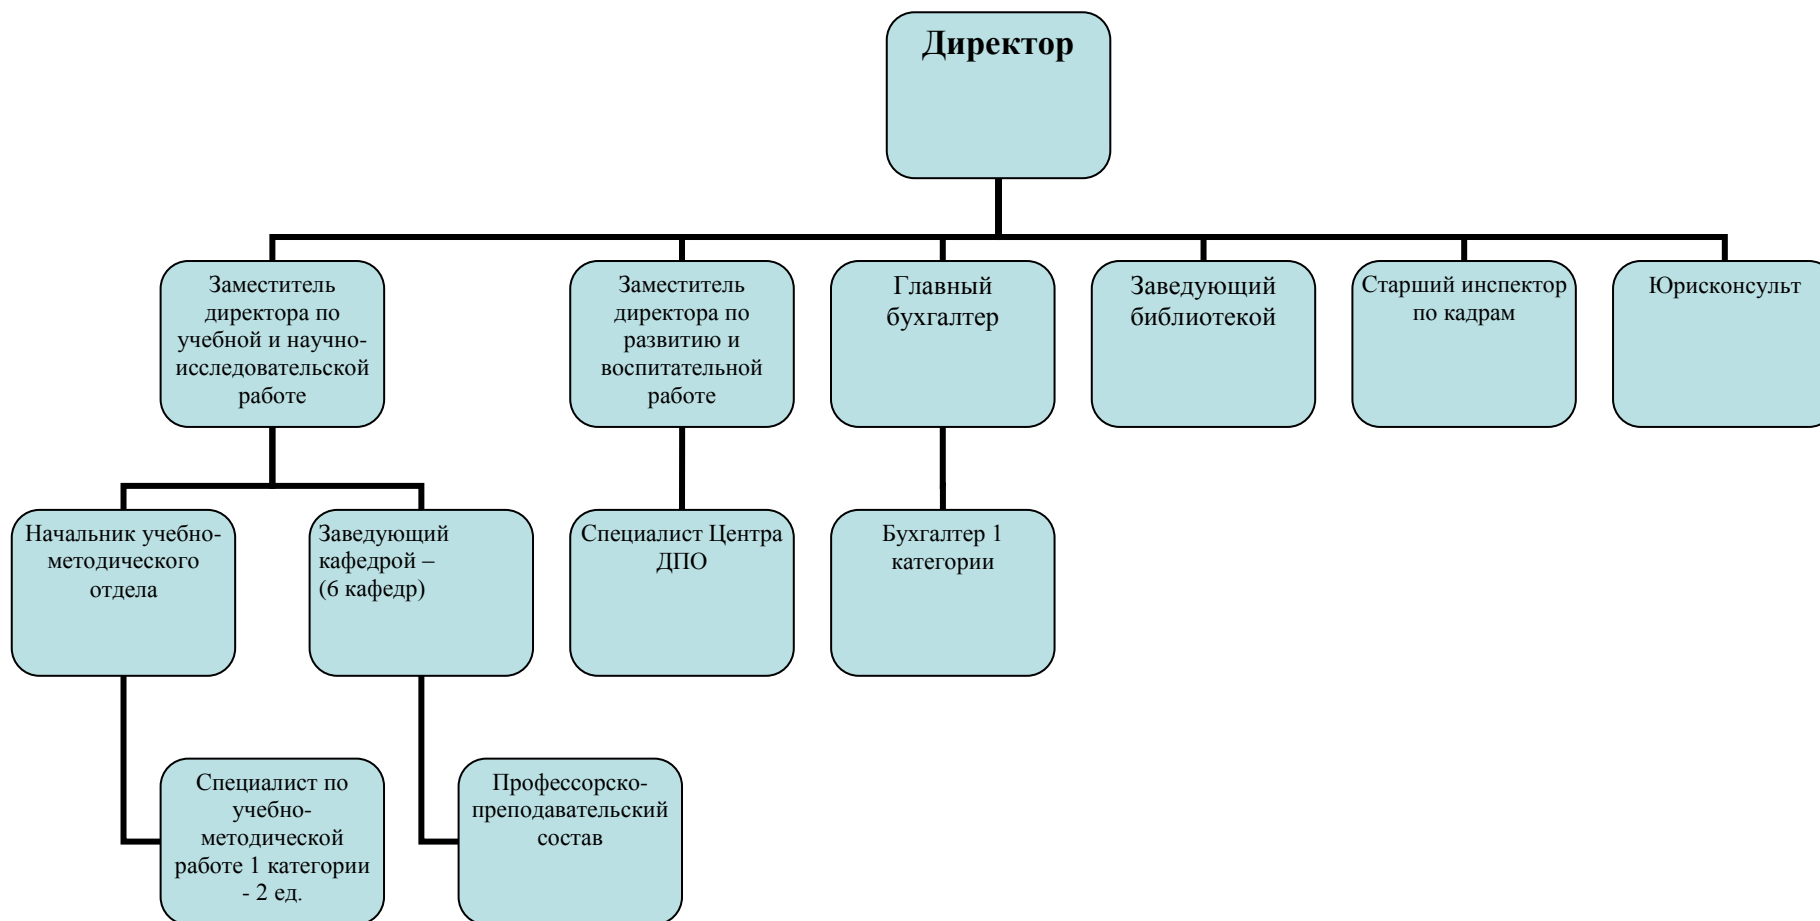 Директор
Заместитель
директора по
учебной и научно-
исследовательской
работе
Заместитель
директора по
развитию и
воспитательной
работе
Главный
бухгалтер
Заведующий
библиотекой
Старший инспектор
по кадрам
Юрисконсульт
Начальник учебно-
методического
отдела
Заведующий
кафедрой –
(6 кафедр)
Специалист Центра
ДПО
Бухгалтер 1
категории
Специалист по
учебно-
методической
работе 1 категории
- 2 ед.
Профессорско-
преподавательский
состав